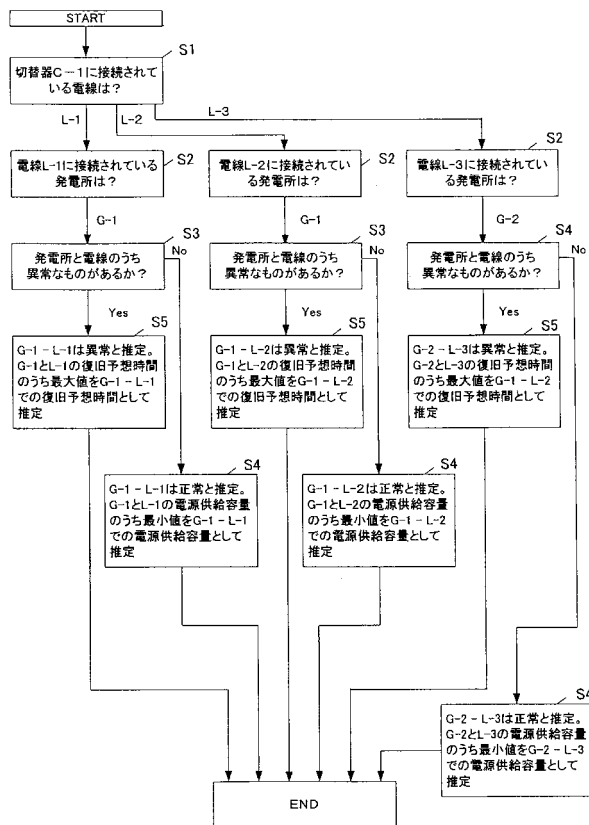 START
S1
切替器C－1に接続されて
いる電線は？
L-1
L-2
L-3
S2
電線L-1に接続されている
発電所は？
S2
電線L-2に接続されてい
る発電所は？
S2
電線L-3に接続されて
いる発電所は？
G-1
G-1
G-2
S3
発電所と電線のうち
異常なものがあるか？
No
S3
発電所と電線のうち
異常なものがあるか？
No
S4
発電所と電線のうち
異常なものがあるか？
No
Yes
Yes
Yes
S5
G-1－L-1は異常と推定。
G-1とL-1の復旧予想時間
のうち最大値をG-1－L-1
での復旧予想時間として
推定
S5
G-1－L-2は異常と推定。
G-1とL-2の復旧予想時間
のうち最大値をG-1－L-2
での復旧予想時間として
推定
S5
G-2－L-3は異常と推定。
G-2とL-3の復旧予想時間
のうち最大値をG-1－L-2
での復旧予想時間として
推定
S4
G-1－L-1は正常と推定。
G-1とL-1の電源供給容量
のうち最小値をG-1－L-1
での電源供給容量として
推定
S4
G-1－L-2は正常と推定。
G-1とL-2の電源供給容量
のうち最小値をG-1－L-2
での電源供給容量として
推定
S4
G-2－L-3は正常と推定。
G-2とL-3の電源供給容量
のうち最小値をG-2－L-3
での電源供給容量として
推定
END